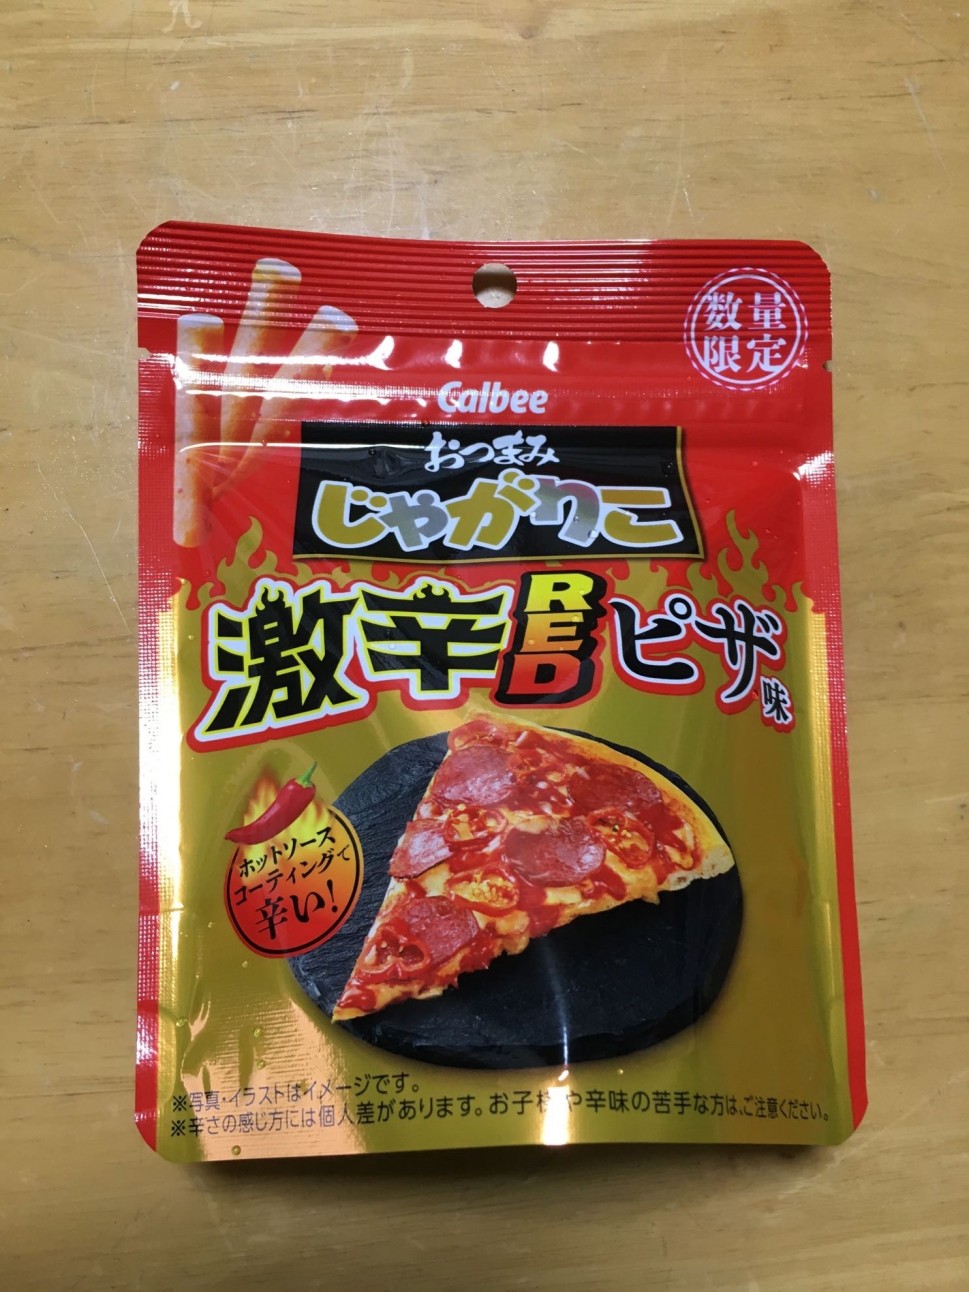 数量
限定
Calbee
おつまみ
じゃがりこ
激辛REDピザ味
ホットソース
コーティングで
辛い!
※写真・イラストはイメージです。
※辛さの感じ方には個人差があります。お子様や辛味の苦手な方は、ご注意ください。